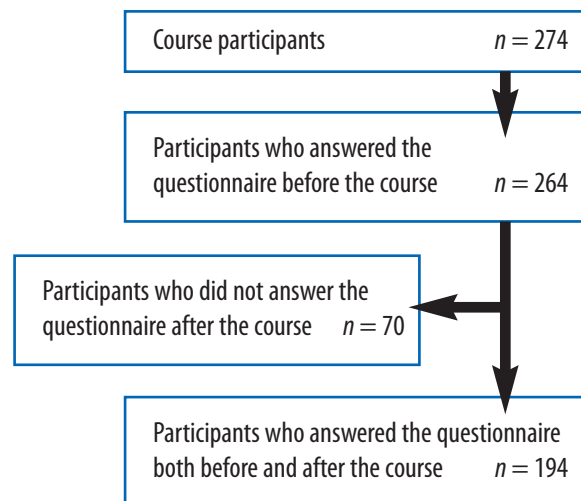 Course participants n = 274
Participants who answered the
questionnaire before the course n = 264
Participants who did not answer the
questionnaire after the course n = 70
Participants who answered the questionnaire
both before and after the course n = 194